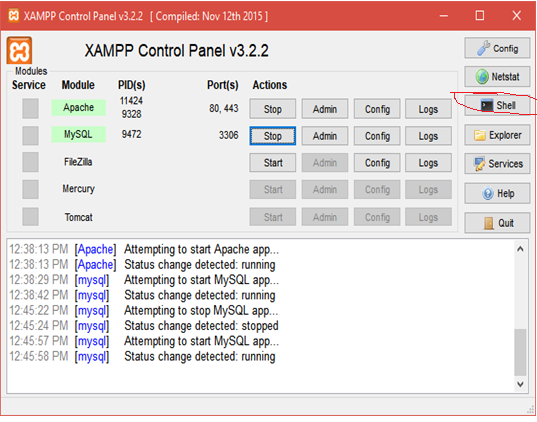 XAMPP Control Panel v3.2.2 [ Compiled: Nov 12th 2015 ]
XAMPP Control Panel v3.2.2
Config
Modules
Service Module PID(s) Port(s) Actions
Netstat
Apache 11424 9328 80, 443 Stop Admin Config Logs
Shell
MySQL 9472 3306 Stop Admin Config Logs
Explorer
FileZilla Start Admin Config Logs
Services
Mercury Start Admin Config Logs
Help
Tomcat Start Admin Config Logs
Quit
12:38:13 PM [Apache] Attempting to start Apache app...
12:38:13 PM [Apache] Status change detected: running
12:38:29 PM [mysql] Attempting to start MySQL app...
12:38:42 PM [mysql] Status change detected: running
12:45:22 PM [mysql] Attempting to stop MySQL app...
12:45:24 PM [mysql] Status change detected: stopped
12:45:57 PM [mysql] Attempting to start MySQL app...
12:45:58 PM [mysql] Status change detected: running